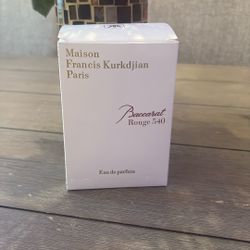 Maison
Francis Kurkdjian
Paris
Baccarat
Rouge 540
Eau de parfum